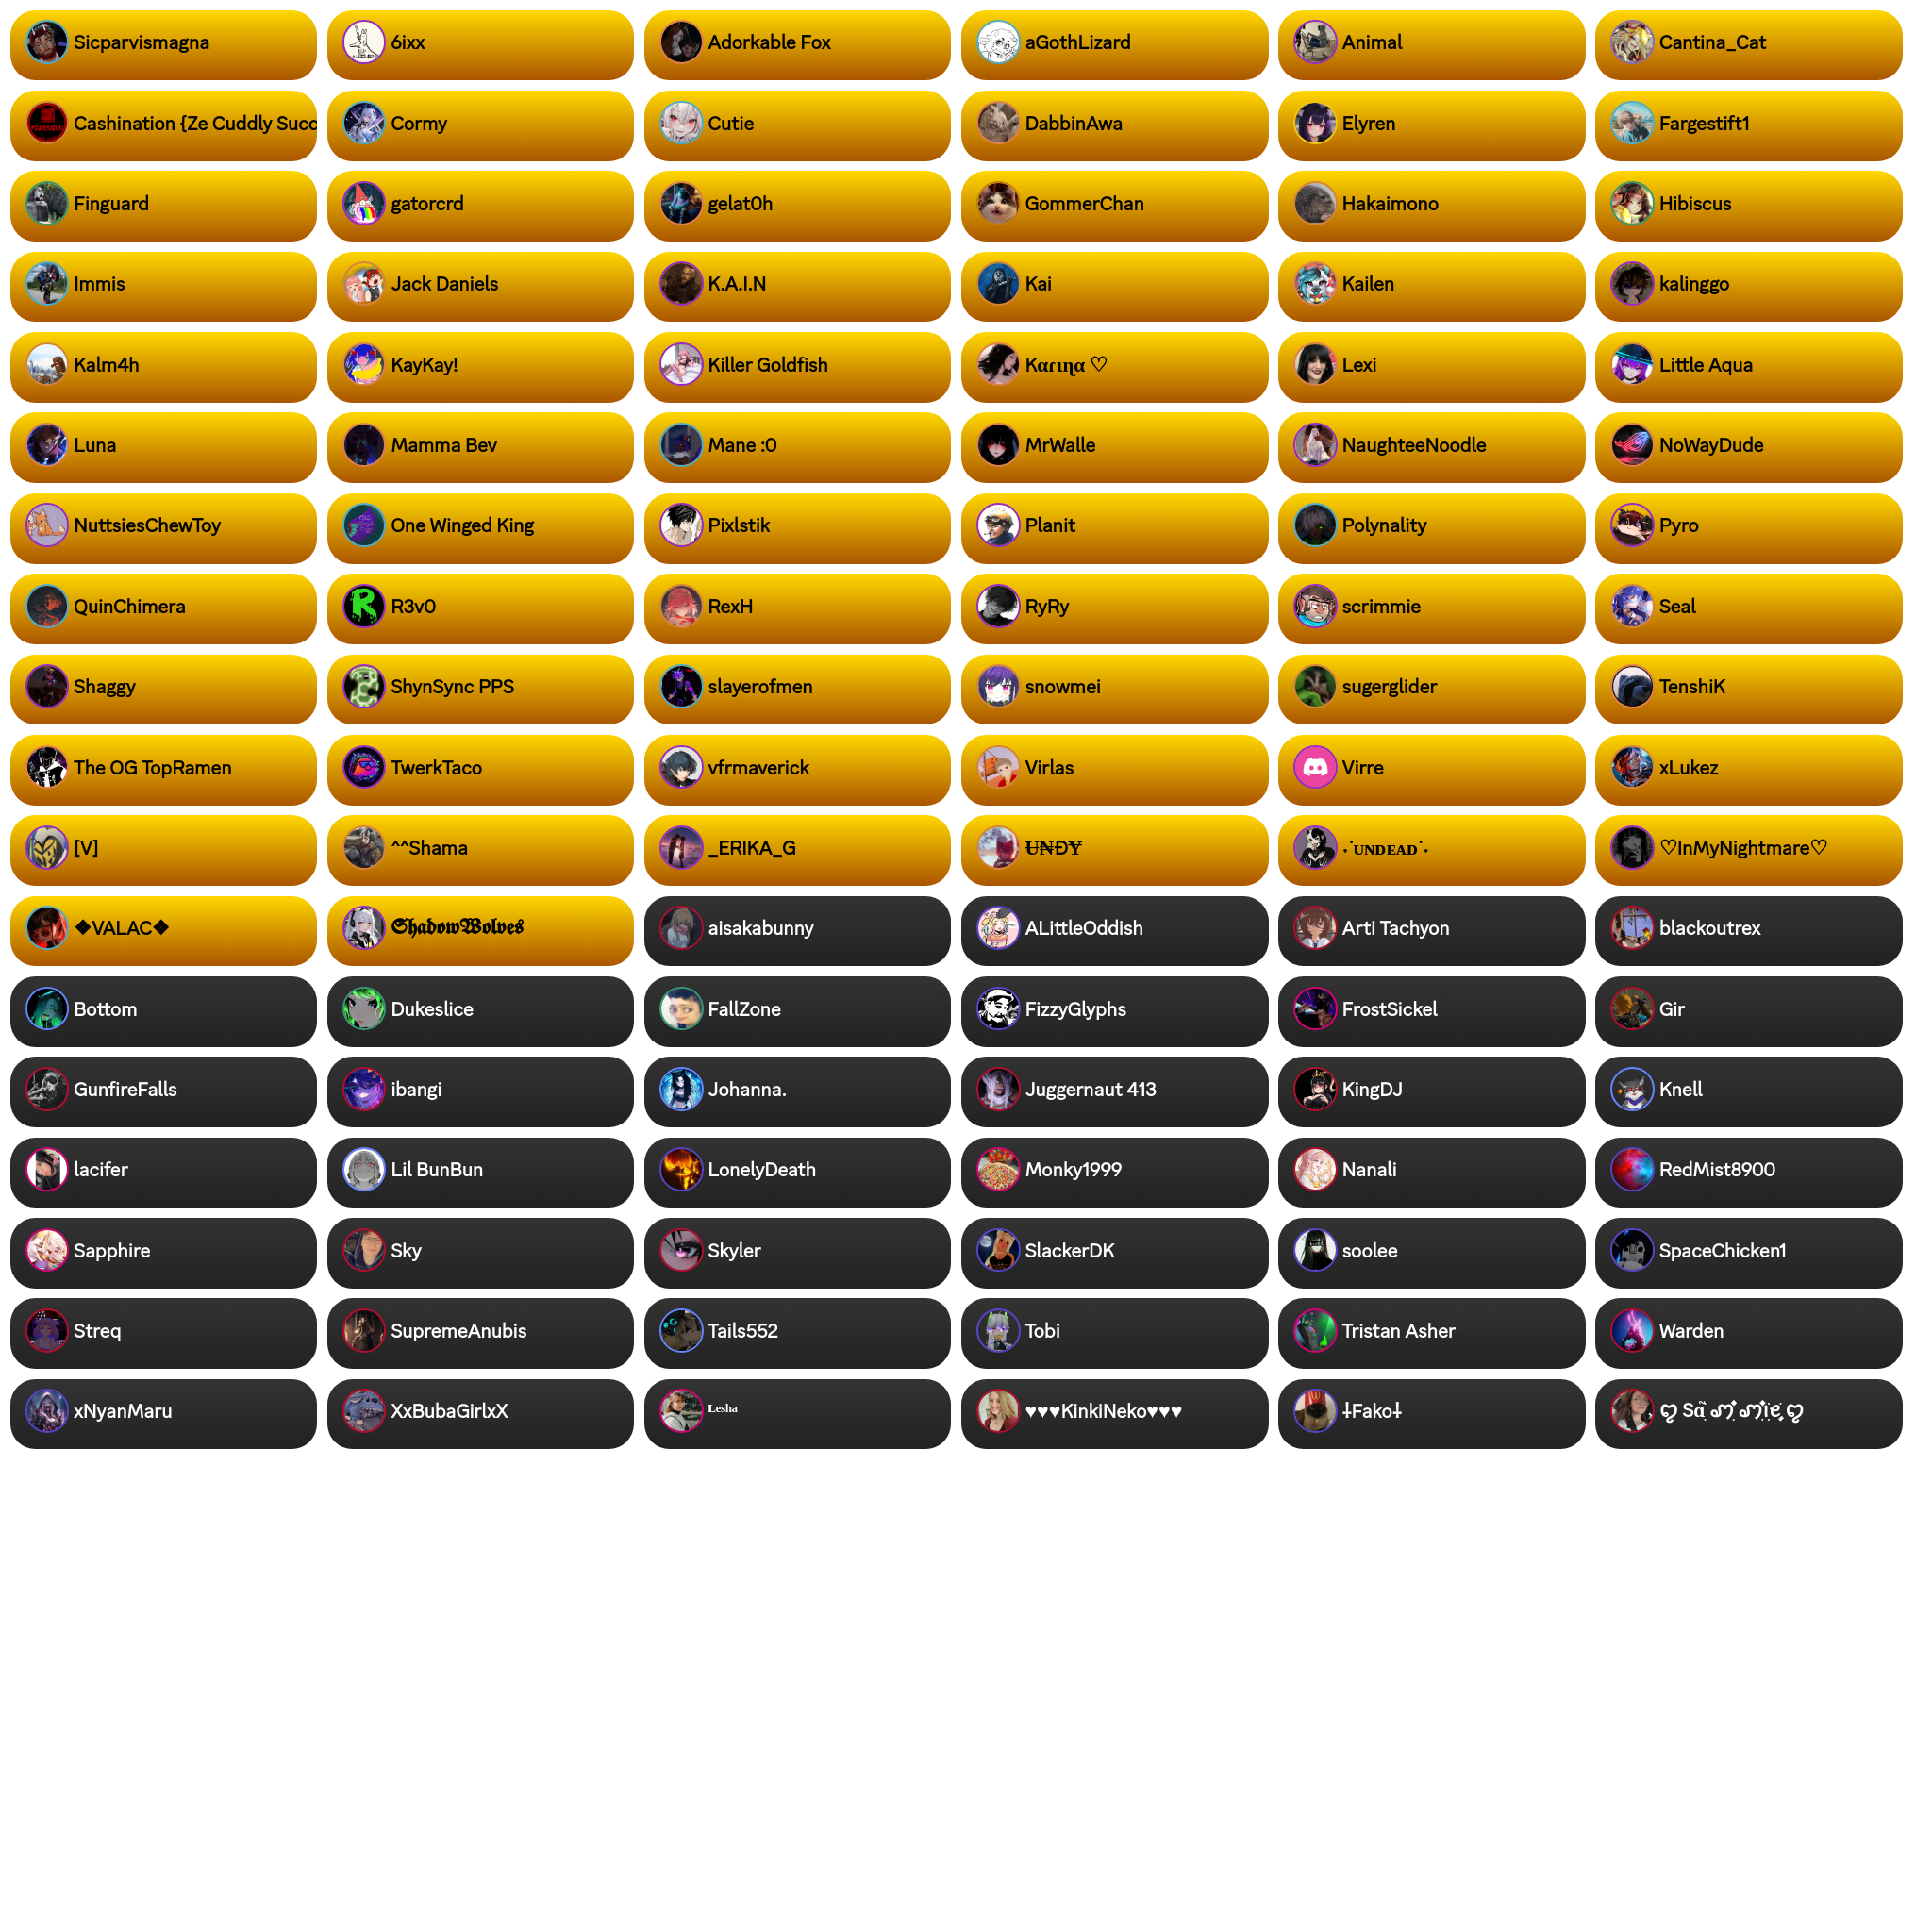 Sicparvismagna
6ixx
Adorkable Fox
aGothLizard
Animal
Cantina_Cat
Cashination {Ze Cuddly Succ
Cormy
Cutie
DabbinAwa
Elyren
Fargestift1
Finguard
gatorcrd
gelat0h
GommerChan
Hakaimono
Hibiscus
Immis
Jack Daniels
K.A.I.N
Kai
Kailen
kalinggo
Kalm4h
KayKay!
Killer Goldfish
Kαɾιɳα ♡
Lexi
Little Aqua
Luna
Mamma Bev
Mane :0
MrWalle
NaughteeNoodle
NoWayDude
NuttsiesChewToy
One Winged King
Pixlstik
Planit
Polynality
Pyro
QuinChimera
R3v0
RexH
RyRy
scrimmie
Seal
Shaggy
ShynSync PPS
slayerofmen
snowmei
sugerglider
TenshiK
The OG TopRamen
TwerkTaco
vfrmaverick
Virlas
Virre
xLukez
[V]
^^Shama
_ERIKA_G
U̶₦ĐɎ
˖˙ᴜɴᴅᴇᴀᴅ˙˖
♡InMyNightmare♡
❖VALAC❖
𝕾𝖍𝖆𝖉𝖔𝖜𝖂𝖔𝖑𝖛𝖊𝖘
aisakabunny
ALittleOddish
Arti Tachyon
blackoutrex
Bottom
Dukeslice
FallZone
FizzyGlyphs
FrostSickel
Gir
GunfireFalls
ibangi
Johanna.
Juggernaut 413
KingDJ
Knell
lacifer
Lil BunBun
LonelyDeath
Monky1999
Nanali
RedMist8900
Sapphire
Sky
Skyler
SlackerDK
soolee
SpaceChicken1
Streq
SupremeAnubis
Tails552
Tobi
Tristan Asher
Warden
xNyanMaru
XxBubaGirlxX
ᴸᵉˢʰᵃ
♥♥♥KinkiNeko♥♥♥
⸸Fako⸸